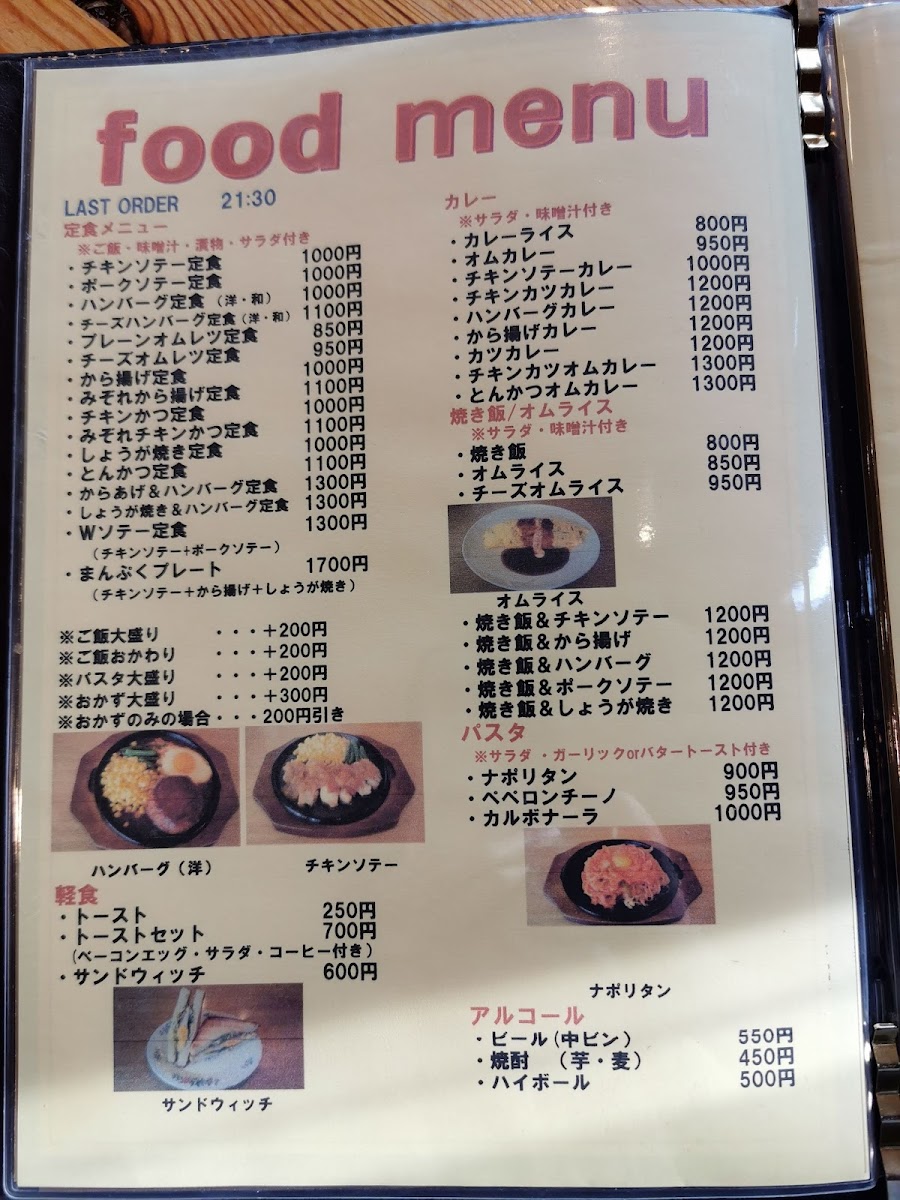 food menu
LAST ORDER 21:30
定食メニュー
※ご飯・味噌汁・漬物・サラダ付き
・チキンソテー定食 1000円
・ポークソテー定食 1000円
・ハンバーグ定食（洋・和） 1000円
・チーズハンバーグ定食（洋・和） 1100円
・プレーンオムレツ定食 850円
・チーズオムレツ定食 950円
・から揚げ定食 1000円
・みぞれから揚げ定食 1100円
・チキンかつ定食 1000円
・みぞれチキンかつ定食 1100円
・しょうが焼き定食 1000円
・とんかつ定食 1100円
・からあげ＆ハンバーグ定食 1300円
・しょうが焼き＆ハンバーグ定食 1300円
・Wソテー定食 1300円
（チキンソテー+ポークソテー）
・まんぷくプレート 1700円
（チキンソテー＋から揚げ＋しょうが焼き）
※ご飯大盛り ・・・＋200円
※ご飯おかわり ・・・＋200円
※パスタ大盛り ・・・＋200円
※おかず大盛り ・・・＋300円
※おかずのみの場合・・・200円引き
ハンバーグ（洋）
チキンソテー
軽食
・トースト 250円
・トーストセット 700円
（ベーコンエッグ・サラダ・コーヒー付き）
・サンドウィッチ 600円
サンドウィッチ
カレー
※サラダ・味噌汁付き
・カレーライス 800円
・オムカレー 950円
・チキンソテーカレー 1000円
・チキンカツカレー 1200円
・ハンバーグカレー 1200円
・から揚げカレー 1200円
・カツカレー 1200円
・チキンカツオムカレー 1300円
・とんかつオムカレー 1300円
焼き飯/オムライス
※サラダ・味噌汁付き
・焼き飯 800円
・オムライス 850円
・チーズオムライス 950円
オムライス
・焼き飯＆チキンソテー 1200円
・焼き飯＆から揚げ 1200円
・焼き飯＆ハンバーグ 1200円
・焼き飯＆ポークソテー 1200円
・焼き飯＆しょうが焼き 1200円
パスタ
※サラダ・ガーリックorバタートースト付き
・ナポリタン 900円
・ペペロンチーノ 950円
・カルボナーラ 1000円
ナポリタン
アルコール
・ビール（中ビン） 550円
・焼酎 （芋・麦） 450円
・ハイボール 500円